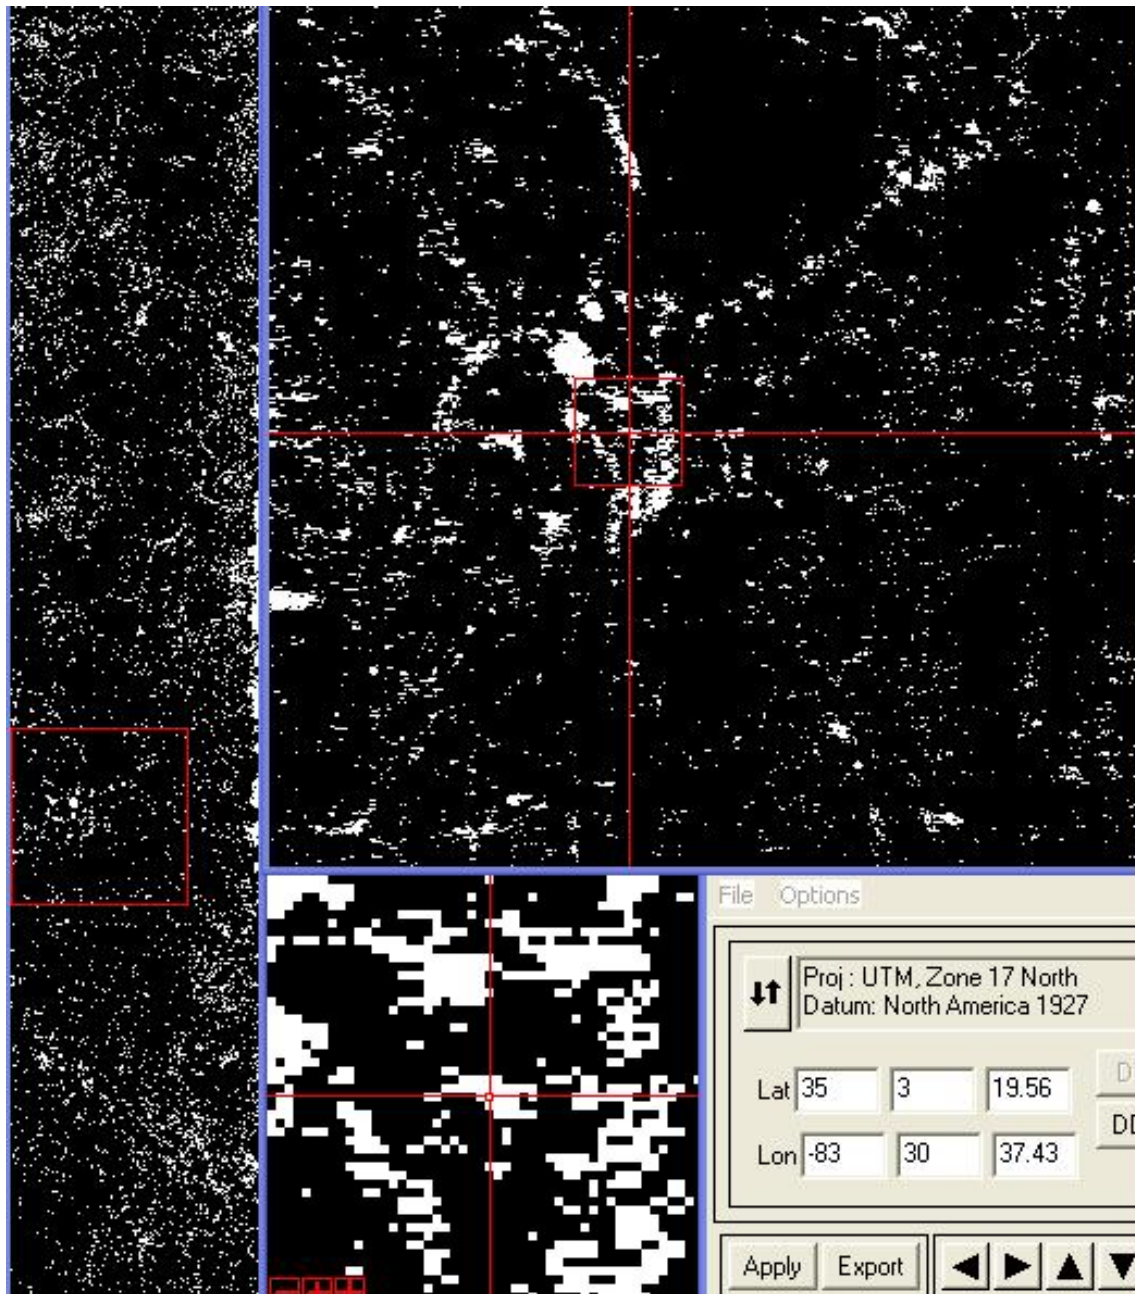 File Options
Proj : UTM, Zone 17 North
Datum: North America 1927
Lat 35 3 19.56
Lon -83 30 37.43
Apply Export